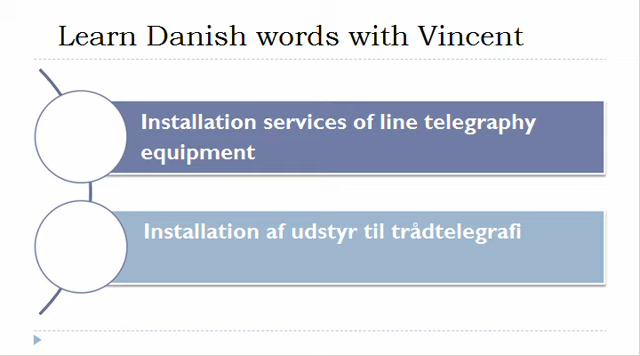 Learn Danish words with Vincent
Installation services of line telegraphy
equipment
Installation af udstyr til trådtelegrafi